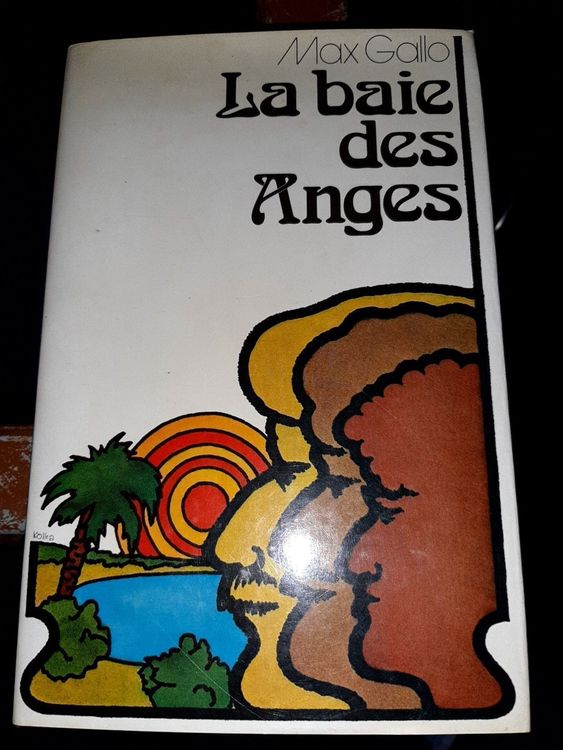 Max Gallo
La baie
des
Anges
Kolka